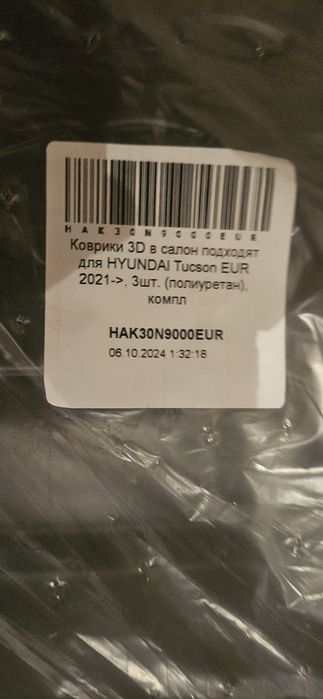 HAK30N9000EUR
Коврики 3D в салон подходят
для HYUNDAI Tucson EUR
2021->, 3шт. (полиуретан),
компл
HAK30N9000EUR
06.10.2024 1:32:18